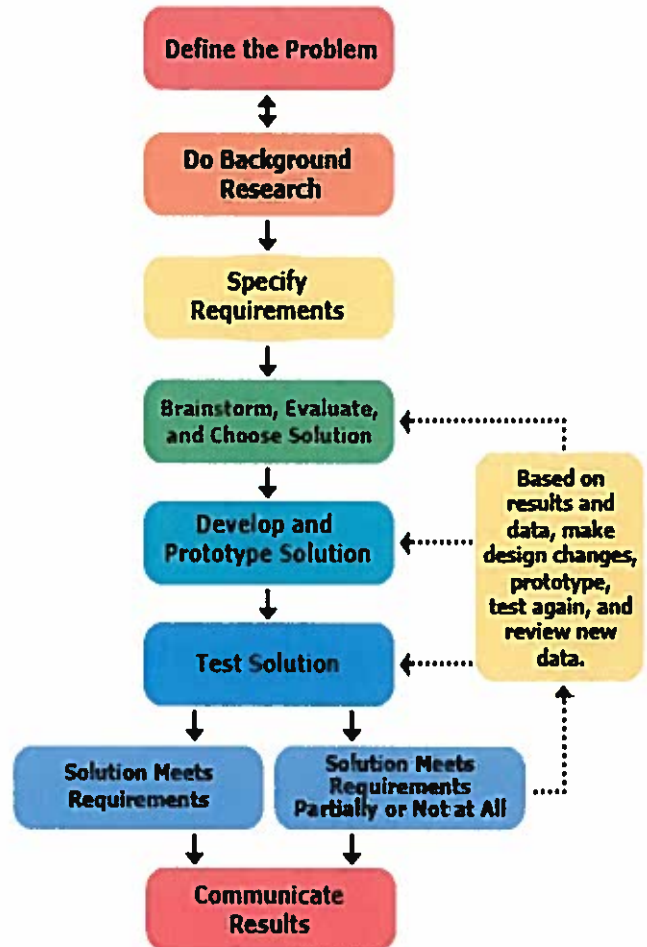 Define the Problem
Do Background
Research
Specify
Requirements
Brainstorm, Evaluate,
and Choose Solution
Develop and
Prototype Solution
Test Solution
Based on
results and
data, make
design changes,
prototype,
test again, and
review new
data.
Solution Meets
Requirements
Solution Meets
Requirements
Partially or Not at All
Communicate
Results